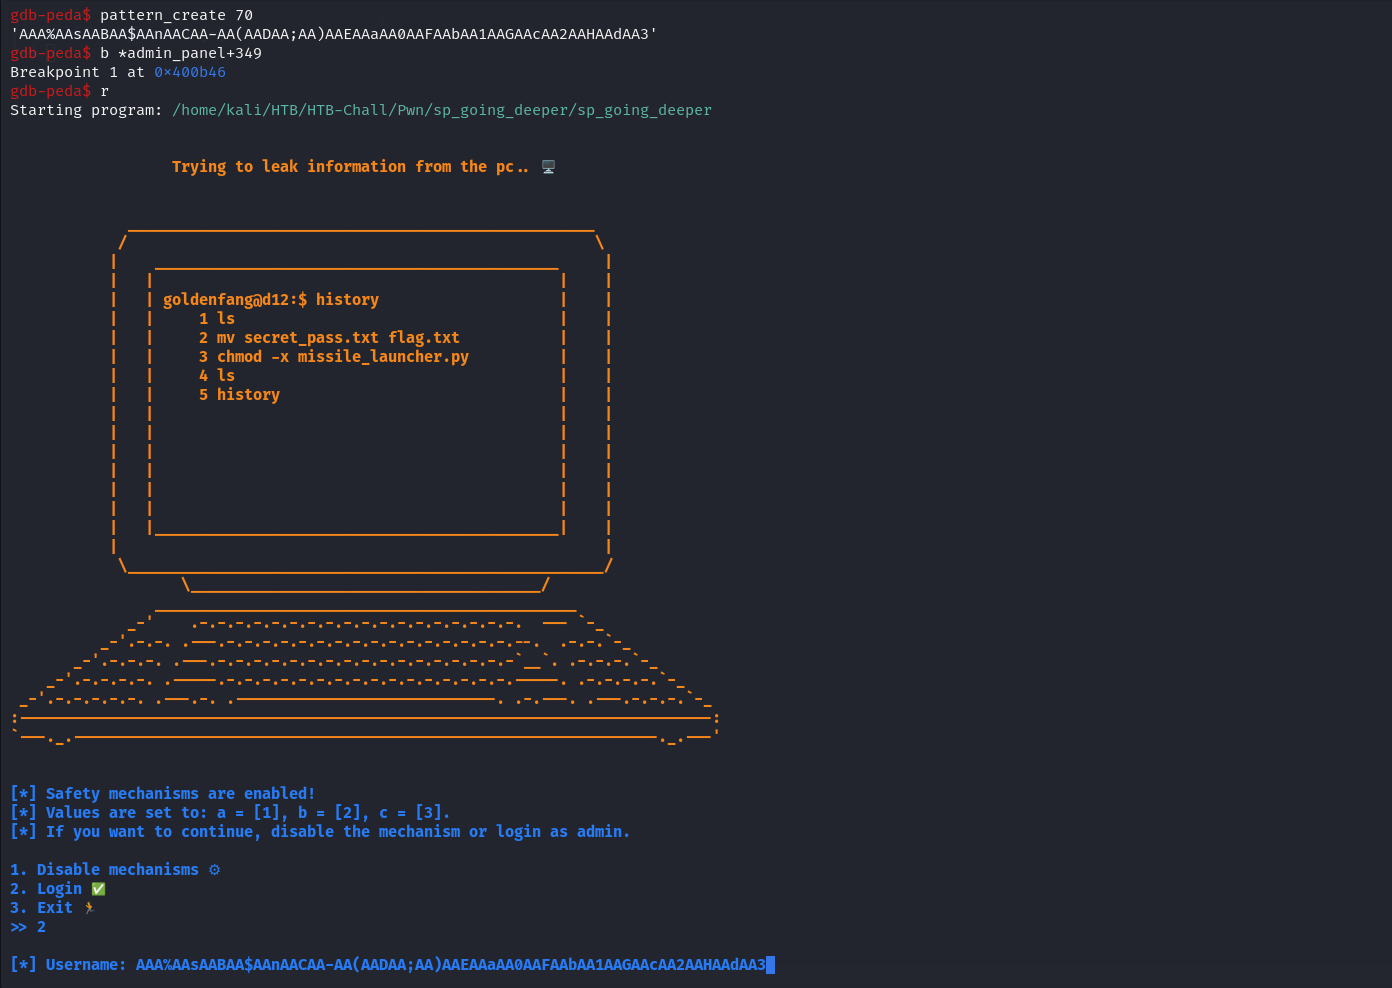 gdb-peda$ pattern_create 70
'AAA%AAsAABAA$AAnAACAA-AA(AADAA;AA)AAEAAaAA0AAFAAbAA1AAGAAcAA2AAHAAdAA3'
gdb-peda$ b *admin_panel+349
Breakpoint 1 at 0x400b46
gdb-peda$ r
Starting program: /home/kali/HTB/HTB-Chall/Pwn/sp_going_deeper/sp_going_deeper
Trying to leak information from the pc.. 🖥️
goldenfang@d12:$ history
1 ls
2 mv secret_pass.txt flag.txt
3 chmod -x missile_launcher.py
4 ls
5 history
[*] Safety mechanisms are enabled!
[*] Values are set to: a = [1], b = [2], c = [3].
[*] If you want to continue, disable the mechanism or login as admin.
1. Disable mechanisms ⚙
2. Login ✅
3. Exit 🏃
>> 2
[*] Username: AAA%AAsAABAA$AAnAACAA-AA(AADAA;AA)AAEAAaAA0AAFAAbAA1AAGAAcAA2AAHAAdAA3